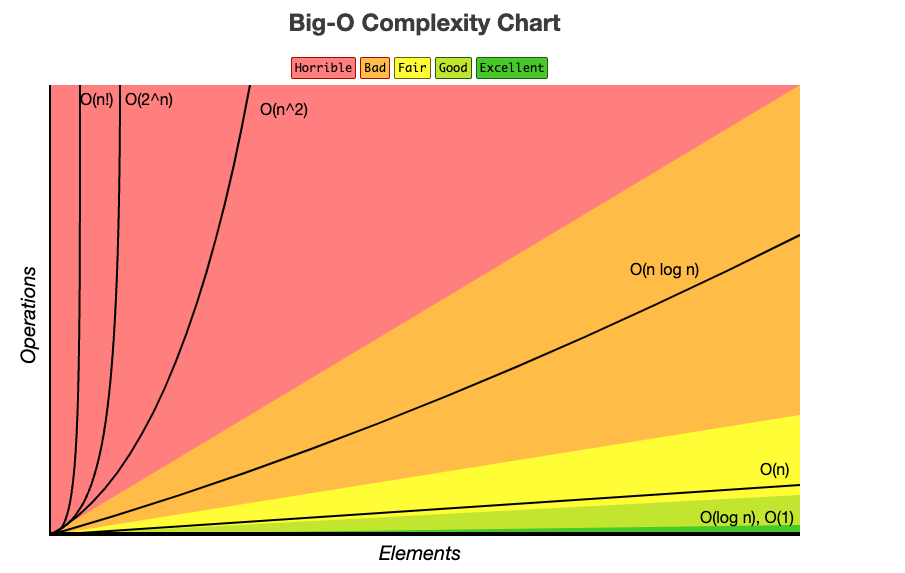 Big-O Complexity Chart
Horrible Bad Fair Good Excellent
O(n!) O(2^n)
O(n^2)
O(n log n)
O(n)
O(log n), O(1)
Operations
Elements